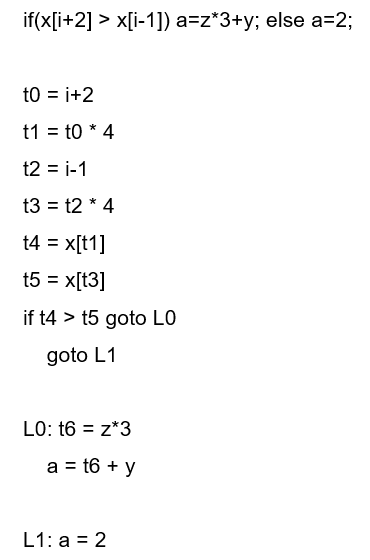 if(x[i+2] > x[i-1]) a=z*3+y; else a=2;
t0 = i+2
t1 = t0 * 4
t2 = i-1
t3 = t2 * 4
t4 = x[t1]
t5 = x[t3]
if t4 > t5 goto L0
goto L1
L0: t6 = z*3
a = t6 + y
L1: a = 2